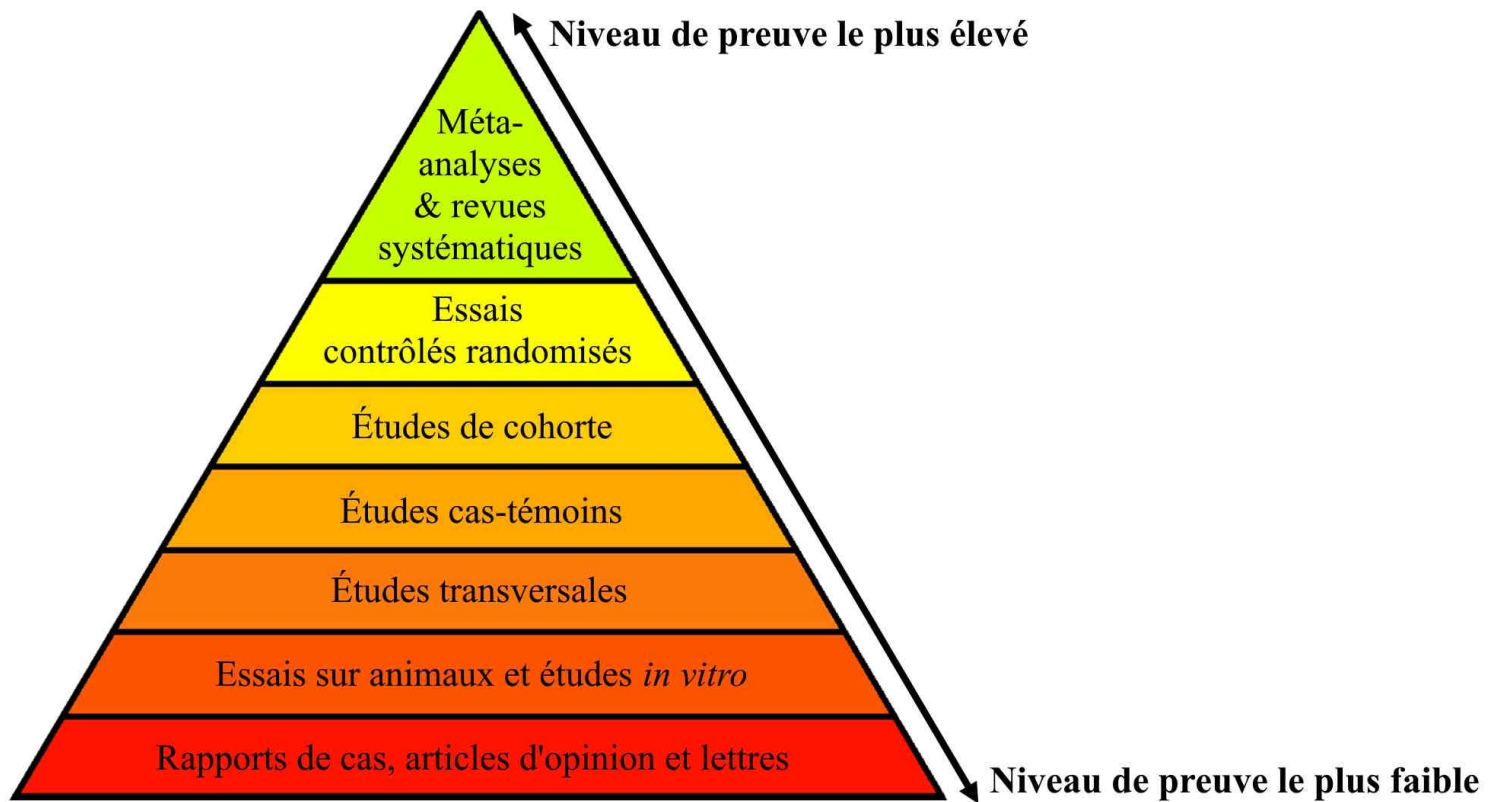 Niveau de preuve le plus élevé
Méta-
analyses
& revues
systématiques
Essais
contrôlés randomisés
Études de cohorte
Études cas-témoins
Études transversales
Essais sur animaux et études in vitro
Rapports de cas, articles d'opinion et lettres
Niveau de preuve le plus faible